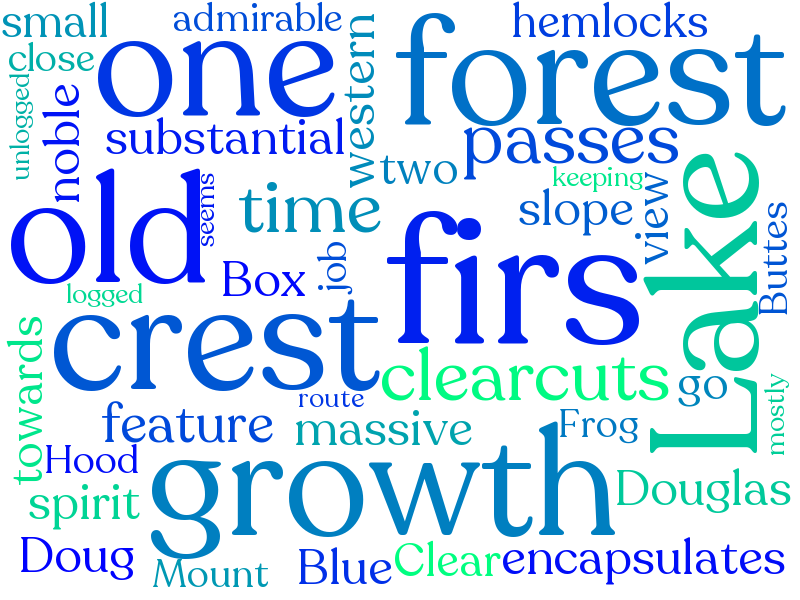 small
admirable
hemlocks
close
one
western
forest
unlogged
noble
substantial
passes
two
keeping
old
seems
time
slope
view
Lake
Buttes
Box
job
firs
logged
crest
towards
clearcuts
go
mostly
route
feature
massive
Frog
Hood
growth
spirit
Douglas
Doug
Mount
Blue
Clear
encapsulates